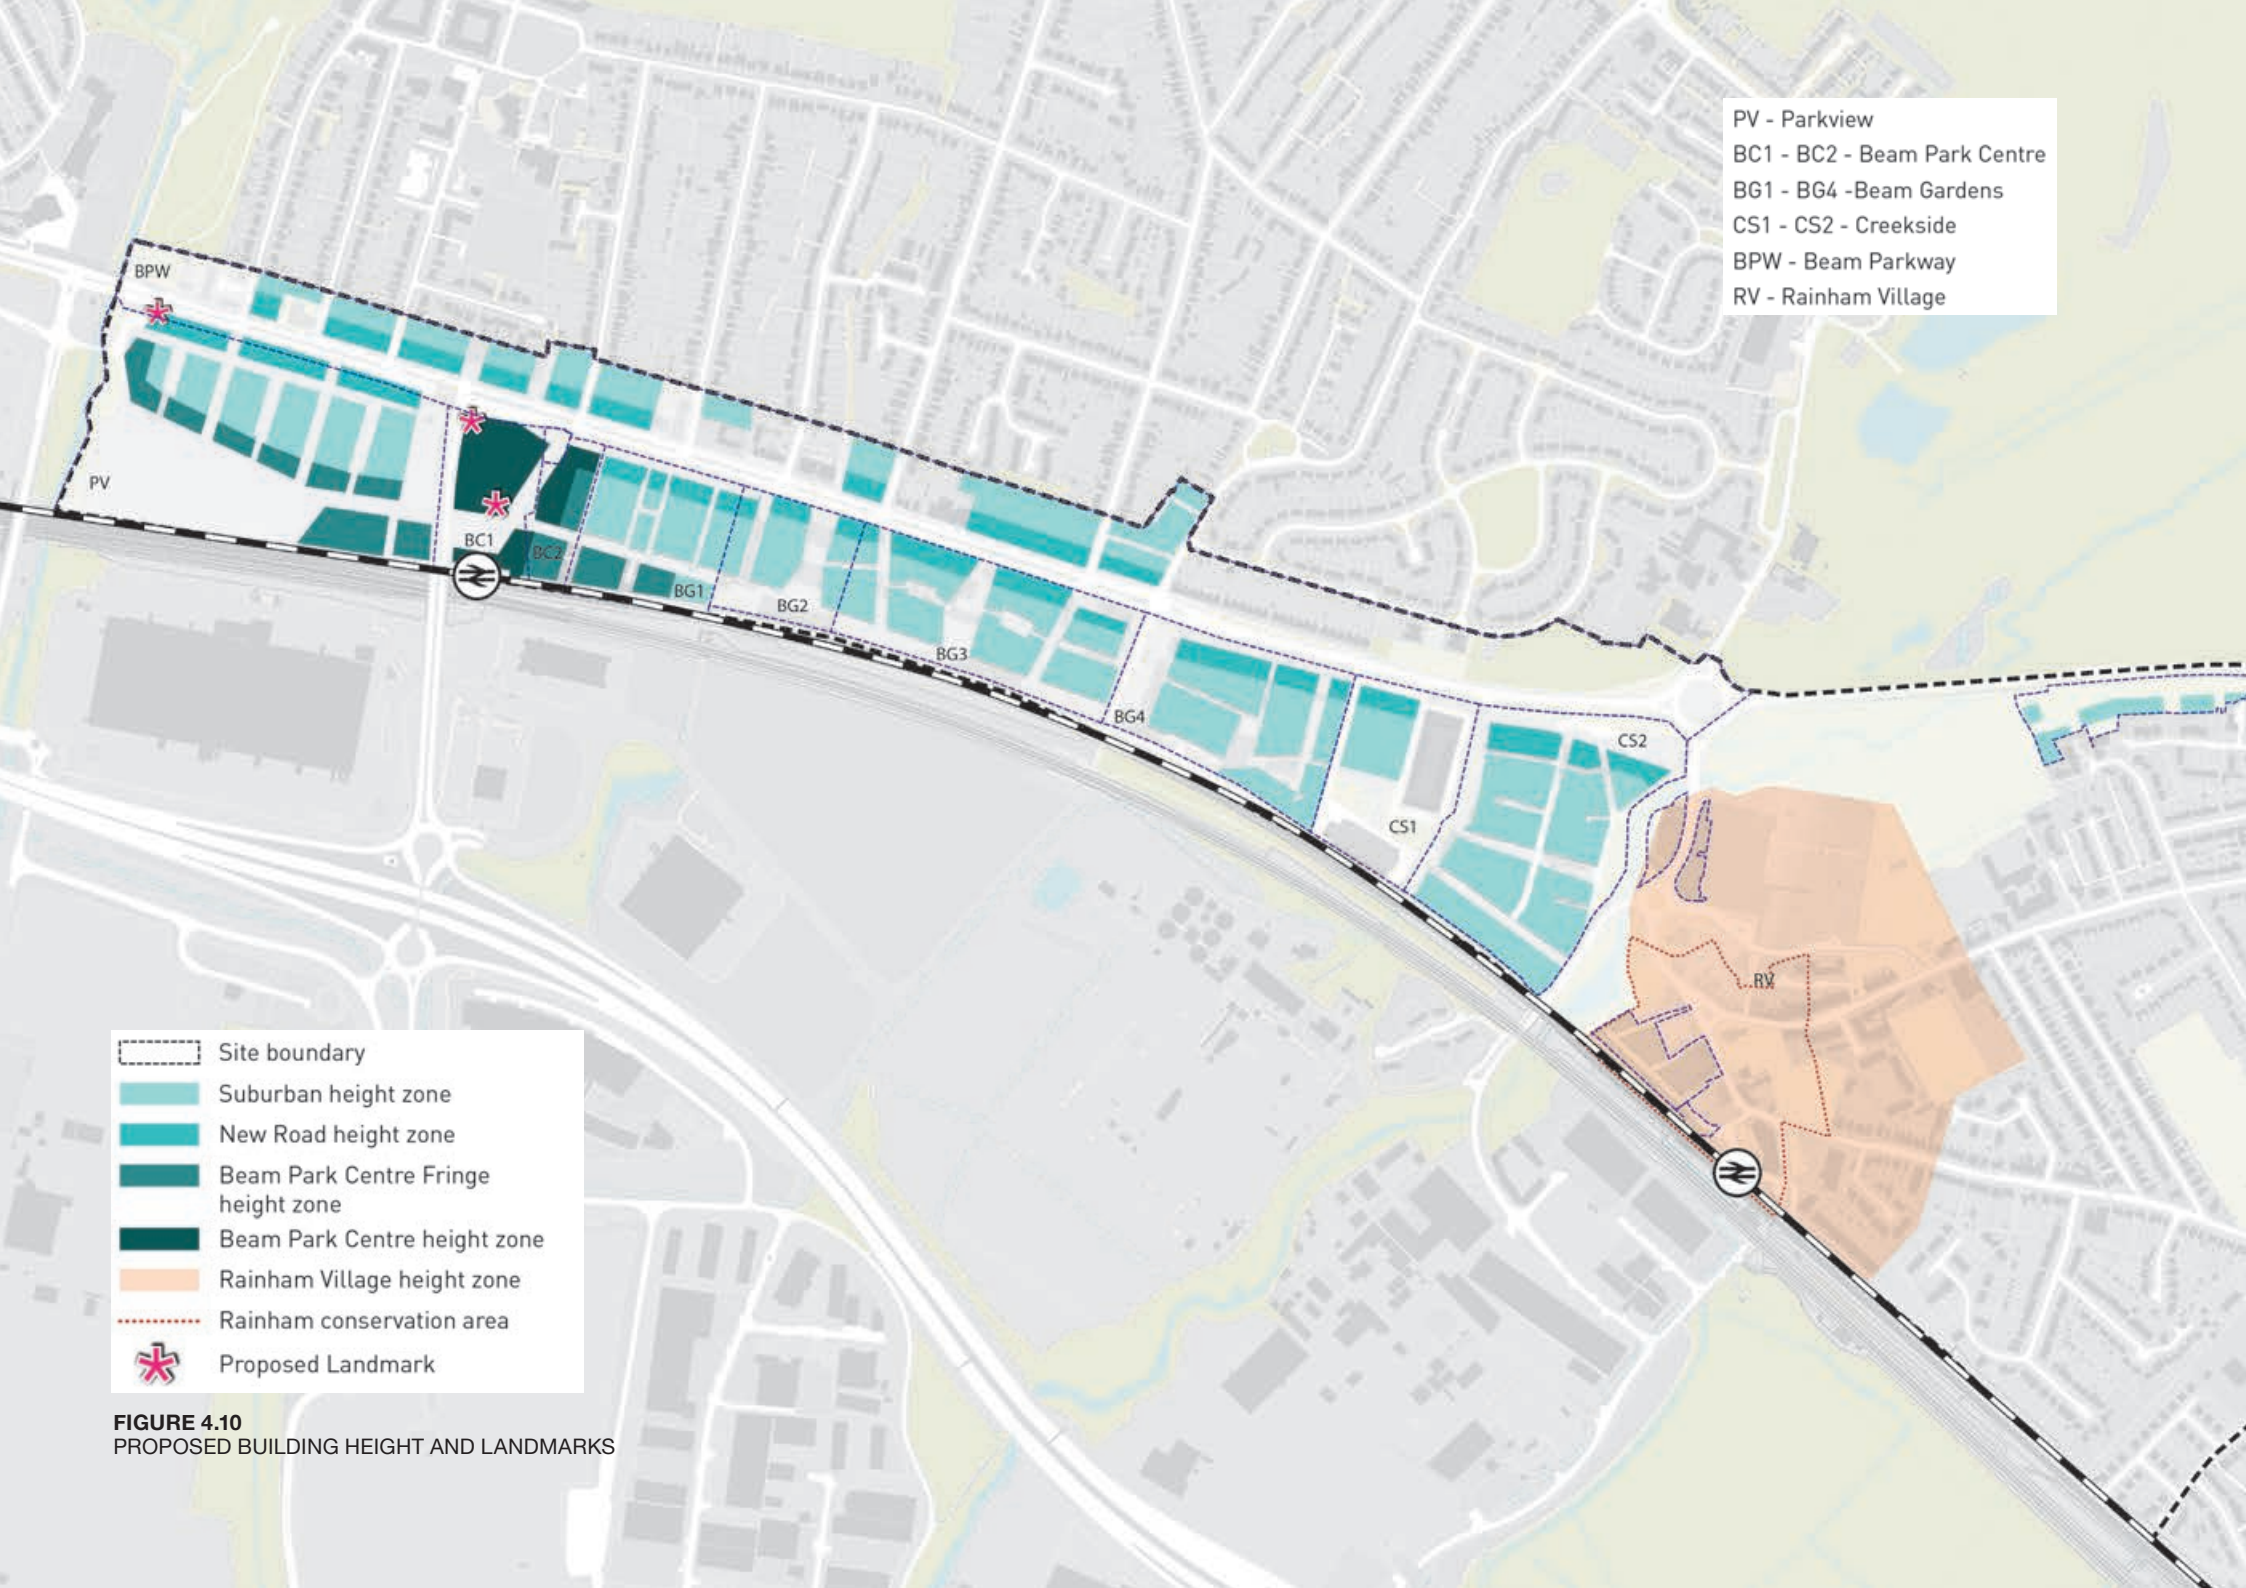 PV - Parkview
BC1 - BC2 - Beam Park Centre
BG1 - BG4 -Beam Gardens
CS1 - CS2 - Creekside
BPW - Beam Parkway
RV - Rainham Village
BPW
PV
BC1
BC2
BG1
BG2
BG3
BG4
CS1
CS2
RV
Site boundary
Suburban height zone
New Road height zone
Beam Park Centre Fringe
height zone
Beam Park Centre height zone
Rainham Village height zone
Rainham conservation area
Proposed Landmark
FIGURE 4.10
PROPOSED BUILDING HEIGHT AND LANDMARKS